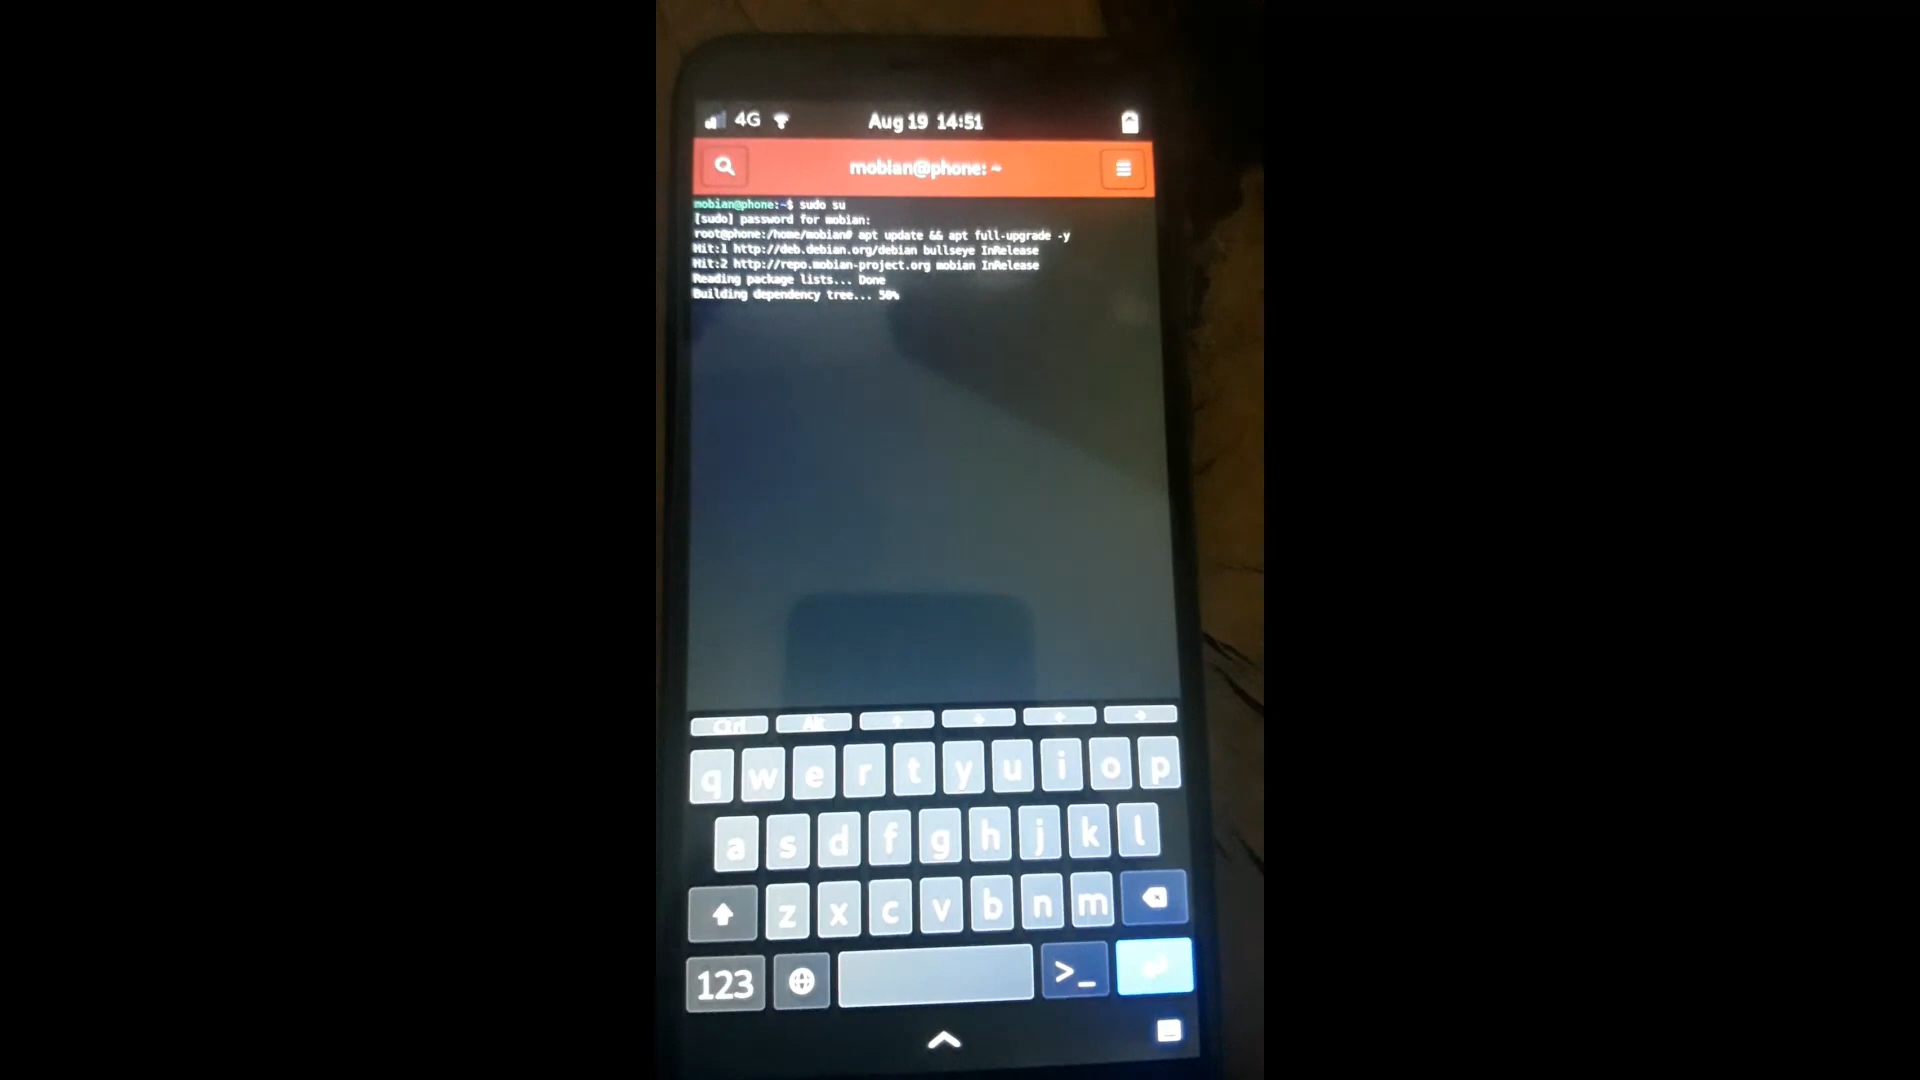 4G Aug 19 14:51
mobian@phone: ~
mobian@phone:~$ sudo su
[sudo] password for mobian:
root@phone:/home/mobian# apt update && apt full-upgrade -y
Hit:1 http://deb.debian.org/debian bullseye InRelease
Hit:2 http://repo.mobian-project.org mobian InRelease
Reading package lists... Done
Building dependency tree... 50%
Ctrl Alt
q w e r t y u i o p
a s d f g h j k l
z x c v b n m
123 >_